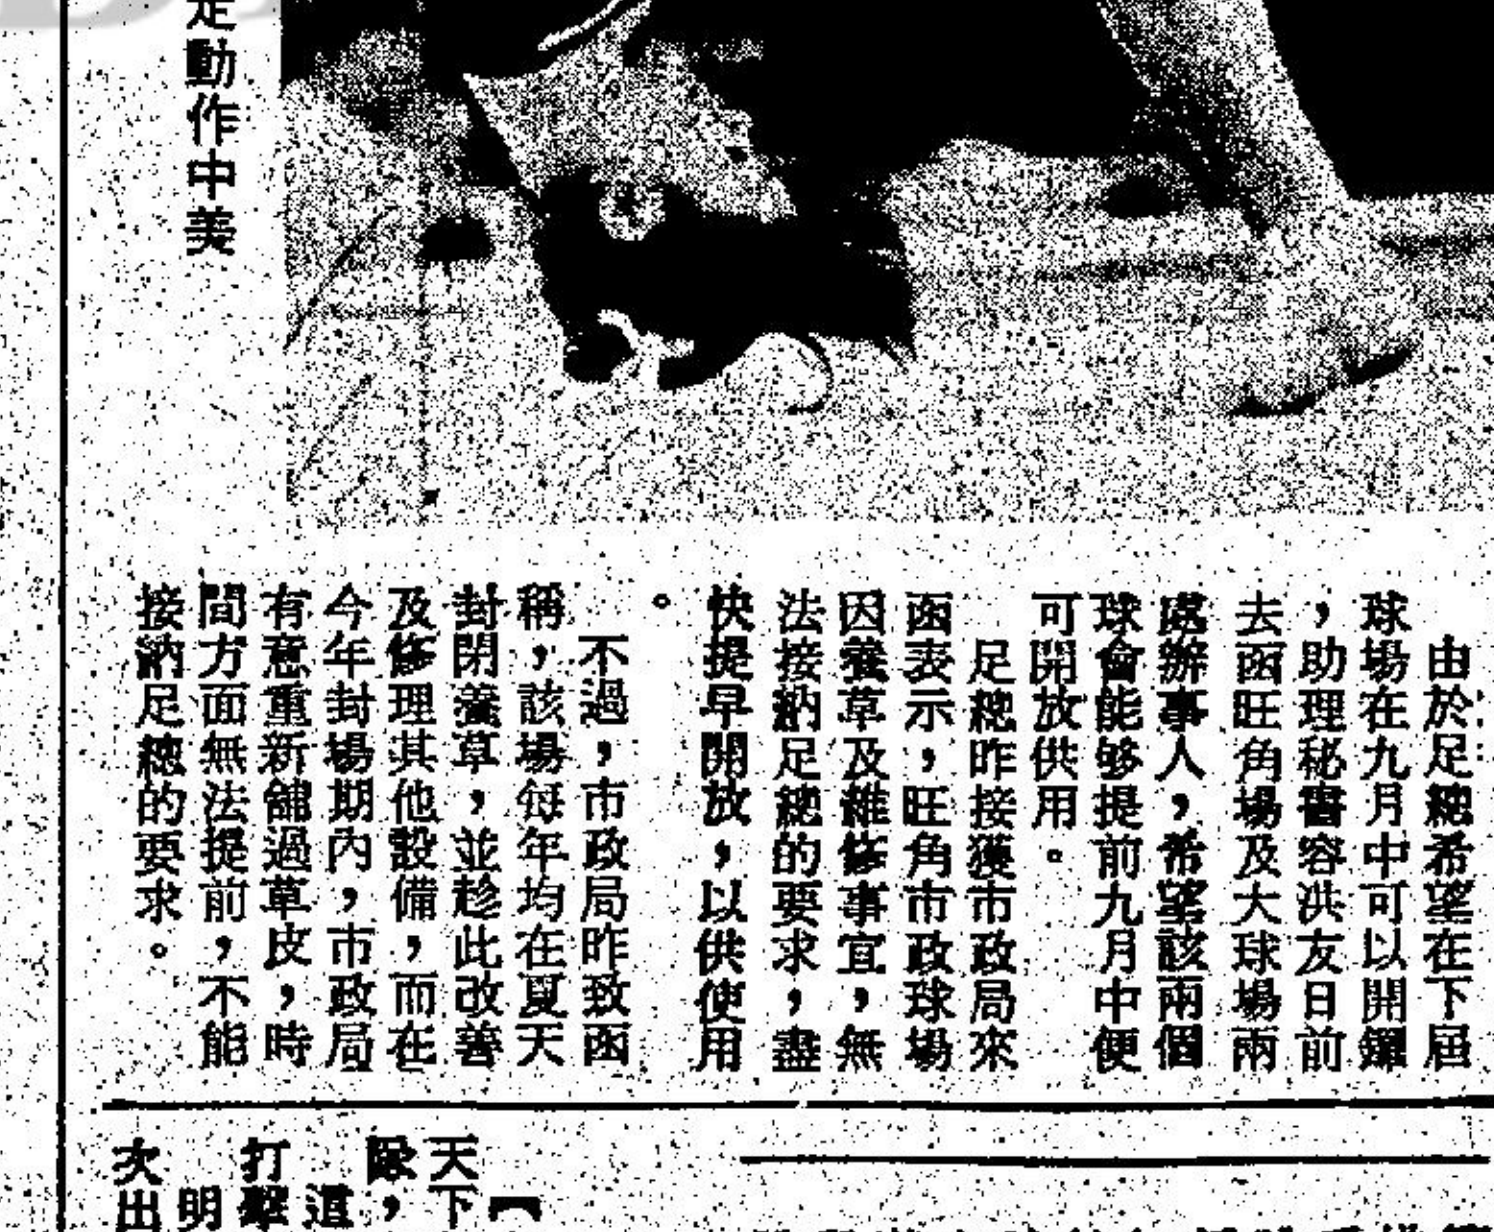 由於足總希望在下屆
球場在九月中可以開鑼
，助理秘書容洪友日前
去函旺角場及大球場兩
處辦事人，希望該兩個
球會能够提前九月中便
可開放供用。
足總昨接獲市政局來
函表示，旺角市政球場
因養草及維修事宜，無
法接納足總的要求，盡
快提早開放，以供使用
。
不過，市政局昨致函
稱，該場每年均在夏天
封閉養草，並趁此改善
及修理其他設備，而在
今年封場期內，市政局
有意重新舖過草皮，時
間方面無法提前，不能
接納足總的要求。
走動作中美
【
天下
隊，
這
打擊
明
次出